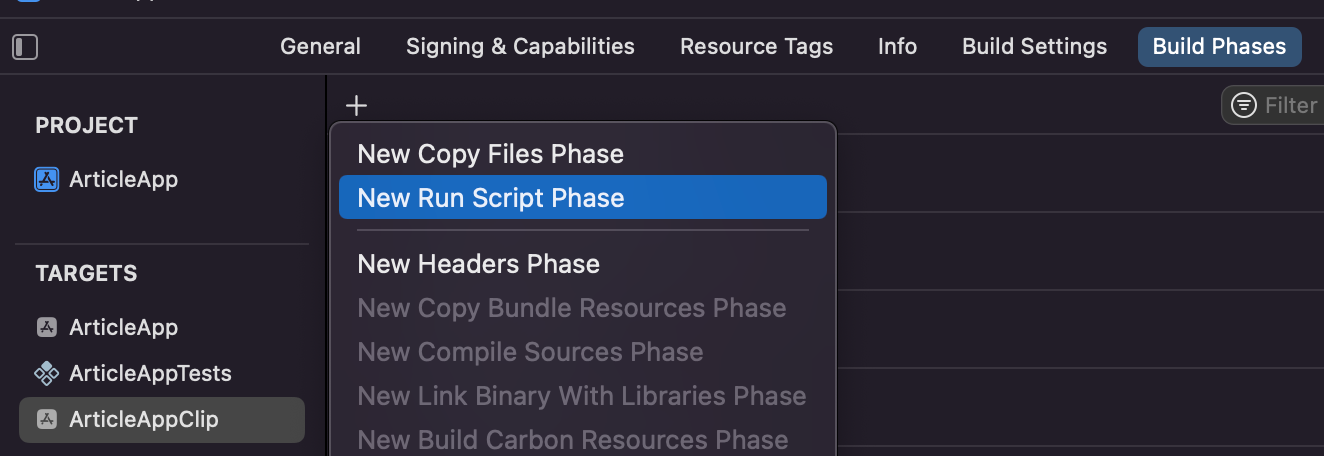 General Signing & Capabilities Resource Tags Info Build Settings Build Phases
Filter
PROJECT
ArticleApp
TARGETS
ArticleApp
ArticleAppTests
ArticleAppClip
New Copy Files Phase
New Run Script Phase
New Headers Phase
New Copy Bundle Resources Phase
New Compile Sources Phase
New Link Binary With Libraries Phase
New Build Carbon Resources Phase